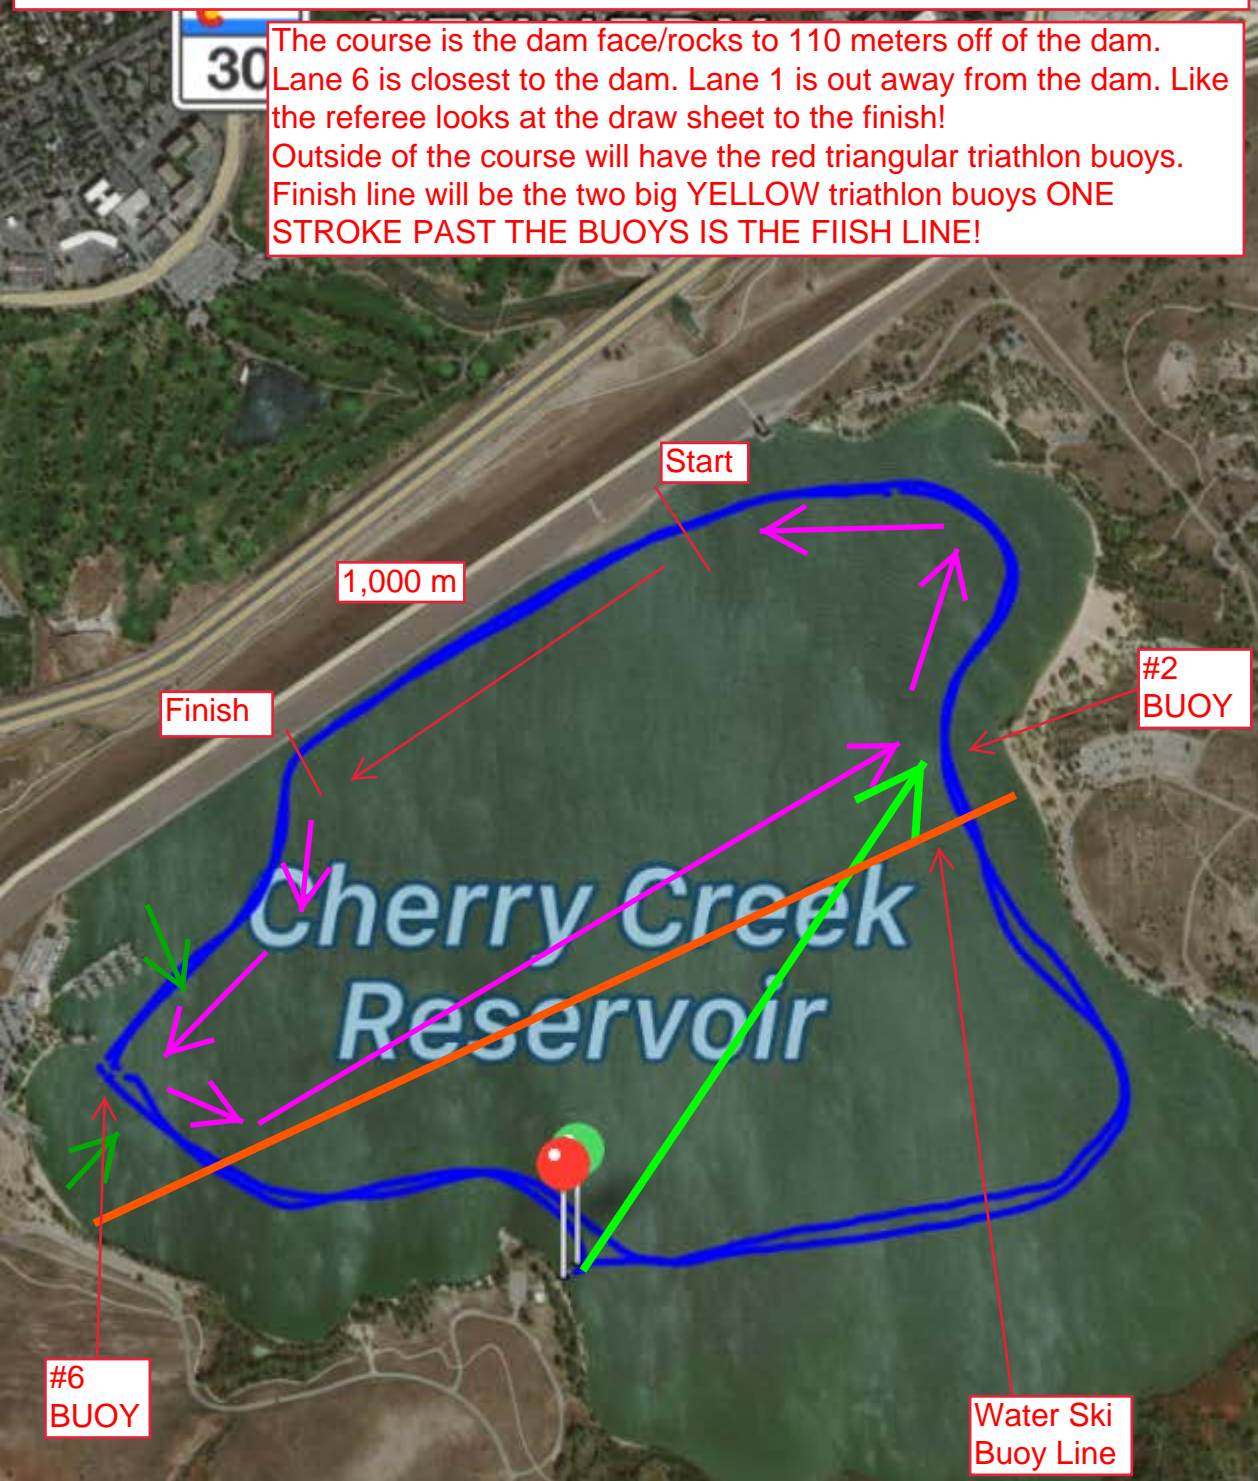 30
The course is the dam face/rocks to 110 meters off of the dam.
Lane 6 is closest to the dam. Lane 1 is out away from the dam. Like
the referee looks at the draw sheet to the finish!
Outside of the course will have the red triangular triathlon buoys.
Finish line will be the two big YELLOW triathlon buoys ONE
STROKE PAST THE BUOYS IS THE FIISH LINE!
Start
1,000 m
#2
BUOY
Finish
Cherry Creek
Reservoir
#6
BUOY
Water Ski
Buoy Line